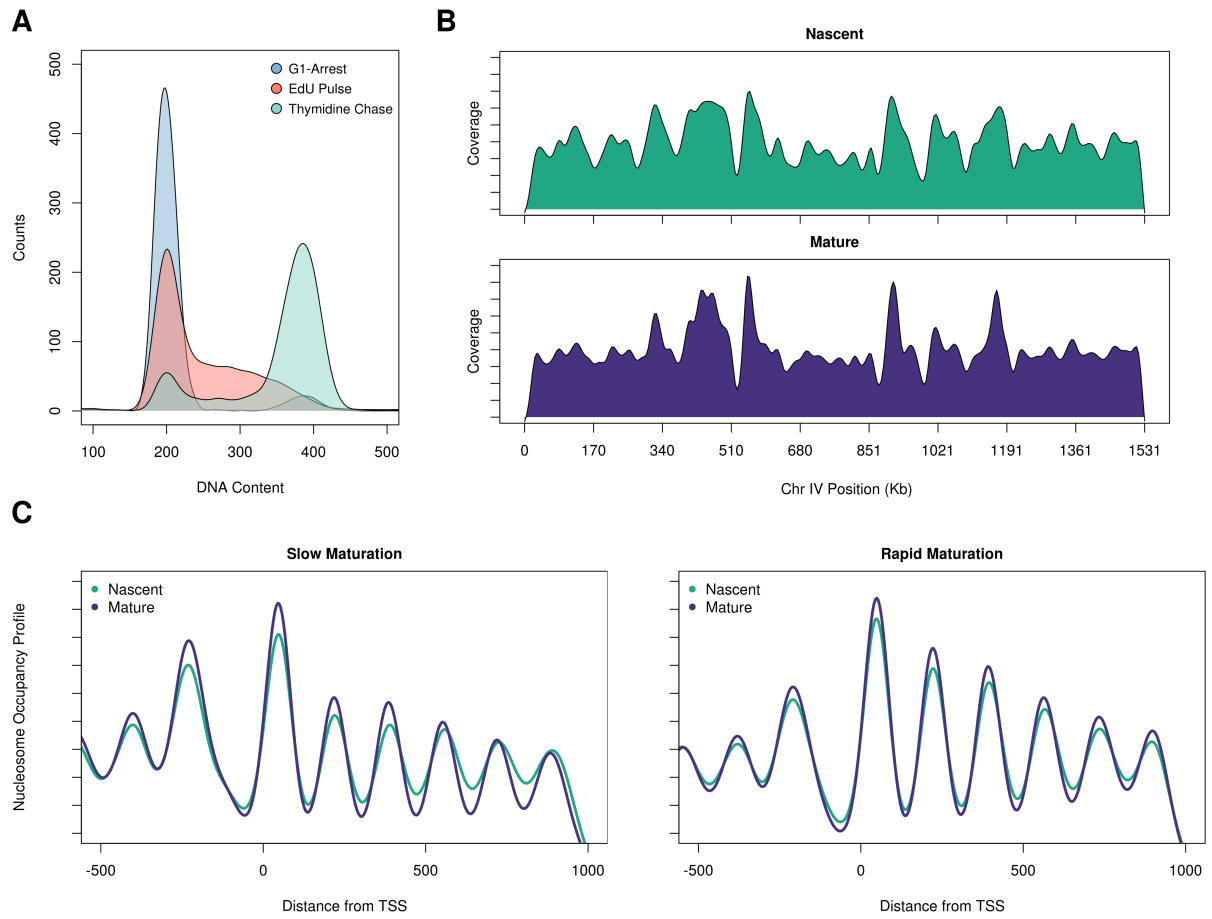 A
500
400
300
200
100
0
Counts
G1-Arrest
EdU Pulse
Thymidine Chase
100 200 300 400 500
DNA Content
B
Nascent
Coverage
Mature
Coverage
0 170 340 510 680 851 1021 1191 1361 1531
Chr IV Position (Kb)
C
Slow Maturation
Nucleosome Occupancy Profile
Nascent
Mature
-500 0 500 1000
Distance from TSS
Rapid Maturation
Nascent
Mature
-500 0 500 1000
Distance from TSS